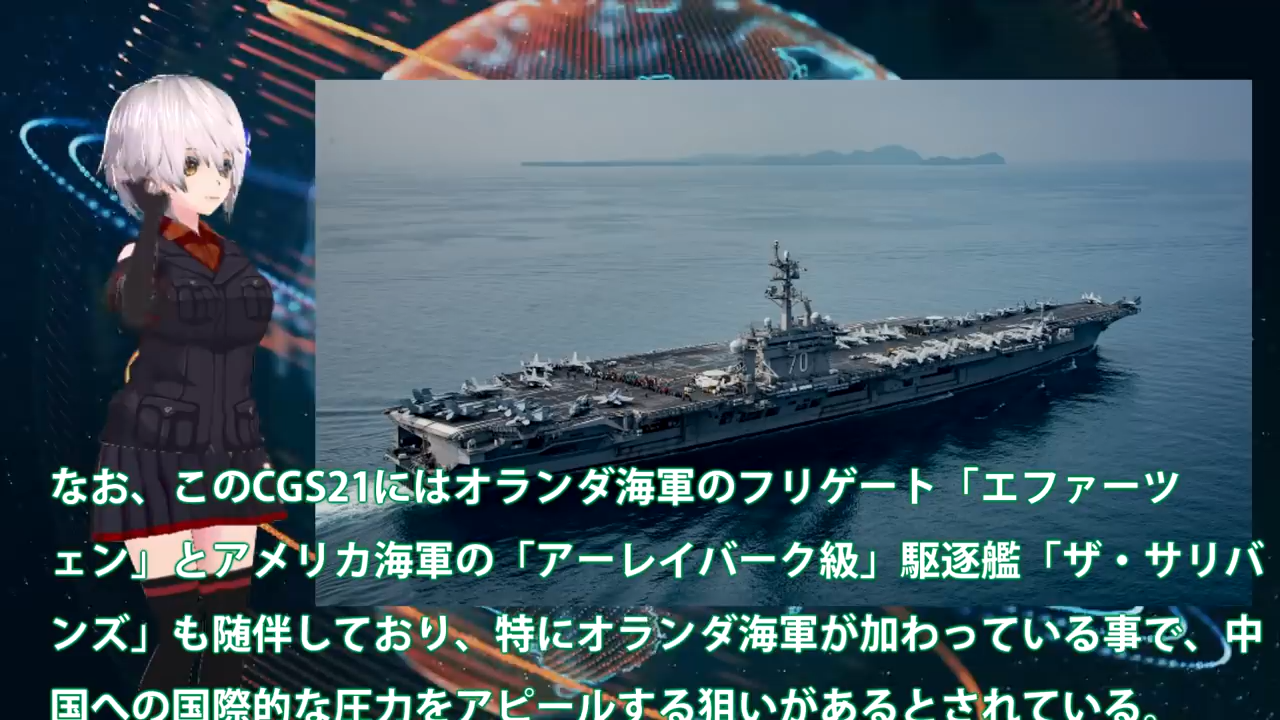 70
なお、このCGS21にはオランダ海軍のフリゲート「エファーツ
ェン」とアメリカ海軍の「アーレイバーク級」駆逐艦「ザ・サリバ
ンズ」も随伴しており、特にオランダ海軍が加わっている事で、中
国への国際的な圧力をアピールする狙いがあるとされている。